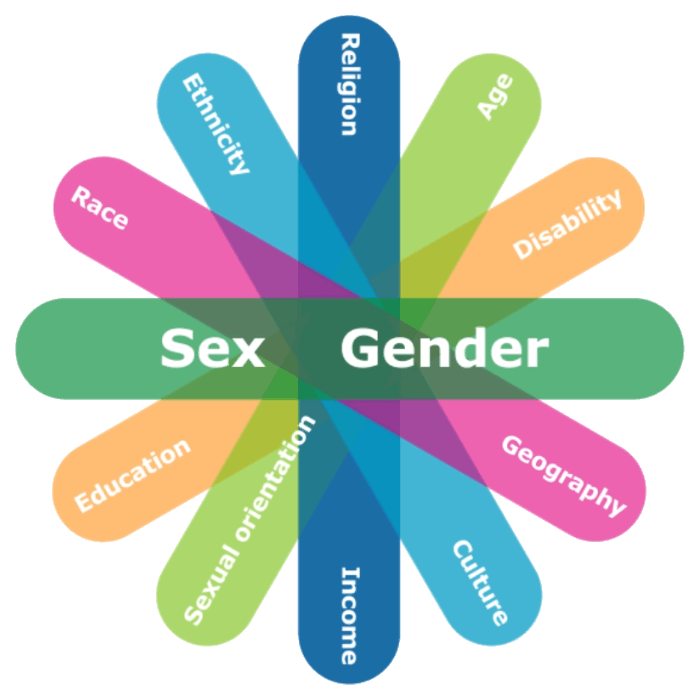 Religion
Ethnicity
Age
Race
Disability
Sex Gender
Education
Geography
Sexual orientation
Culture
Income